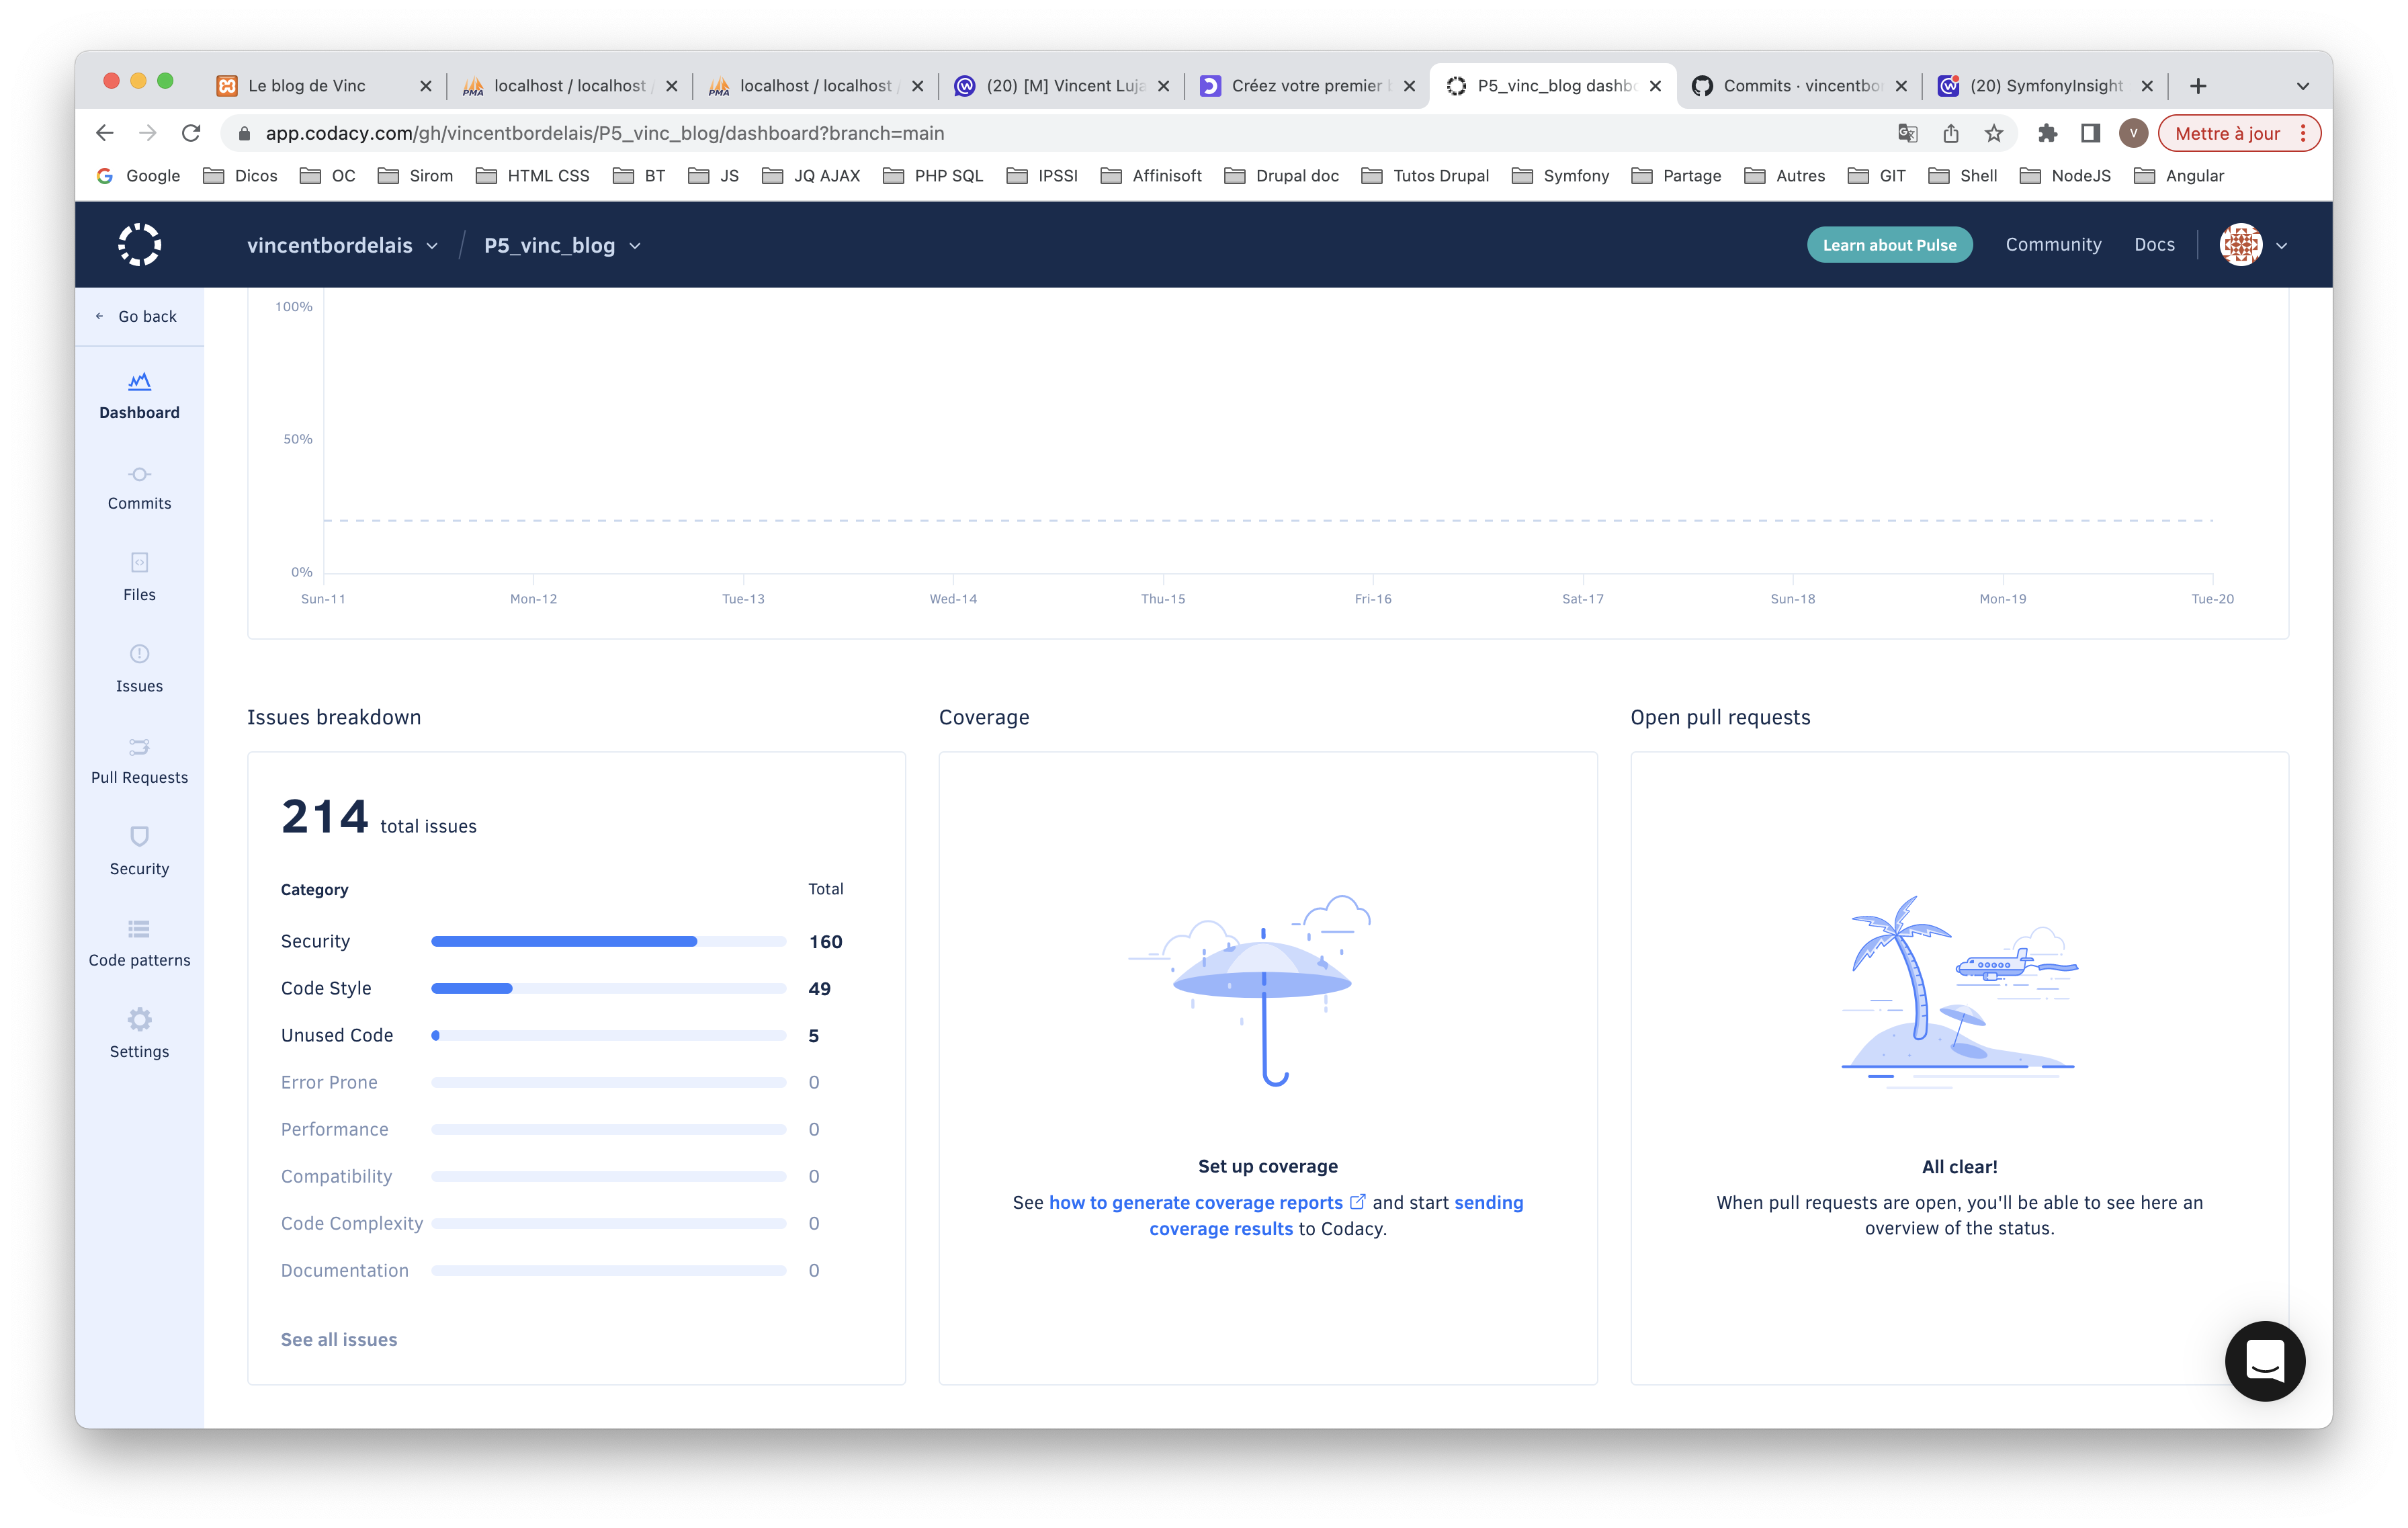 Le blog de Vinc
localhost / localhost /
localhost / localhost /
(20) [M] Vincent Luja
Créez votre premier b
P5_vinc_blog dashbo
Commits · vincentbor
(20) SymfonyInsight
app.codacy.com/gh/vincentbordelais/P5_vinc_blog/dashboard?branch=main
V
Mettre à jour
Google Dicos OC Sirom HTML CSS BT JS JQ AJAX PHP SQL IPSSI Affinisoft Drupal doc Tutos Drupal Symfony Partage Autres GIT Shell NodeJS Angular
vincentbordelais / P5_vinc_blog
Learn about Pulse Community Docs
Go back
Dashboard
Commits
Files
Issues
Pull Requests
Security
Code patterns
Settings
100%
50%
0%
Sun-11 Mon-12 Tue-13 Wed-14 Thu-15 Fri-16 Sat-17 Sun-18 Mon-19 Tue-20
Issues breakdown
214 total issues
Category Total
Security 160
Code Style 49
Unused Code 5
Error Prone 0
Performance 0
Compatibility 0
Code Complexity 0
Documentation 0
See all issues
Coverage
Set up coverage
See how to generate coverage reports and start sending
coverage results to Codacy.
Open pull requests
All clear!
When pull requests are open, you'll be able to see here an
overview of the status.